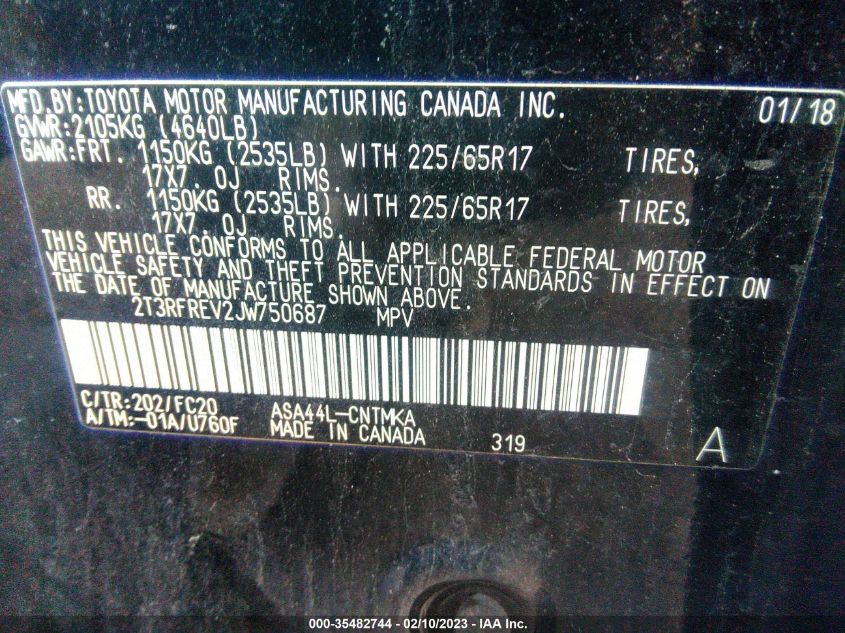 MFD.BY:TOYOTA MOTOR MANUFACTURING CANADA INC. 01/18
GVWR:2105KG (4640LB)
GAWR:FRT. 1150KG (2535LB) WITH 225/65R17 TIRES,
17X7.0J RIMS.
RR. 1150KG (2535LB) WITH 225/65R17 TIRES,
17X7.0J RIMS.
THIS VEHICLE CONFORMS TO ALL APPLICABLE FEDERAL MOTOR
VEHICLE SAFETY AND THEFT PREVENTION STANDARDS IN EFFECT ON
THE DATE OF MANUFACTURE SHOWN ABOVE.
2T3RFREV2JW750687 MPV
C/TR:202/FC20 ASA44L-CNTMKA
A/TM:-01A/U760F MADE IN CANADA 319 A
000-35482744 - 02/10/2023 - IAA Inc.